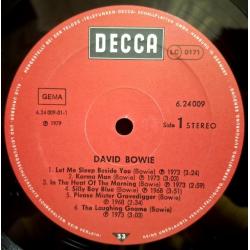 DECCA
LC 0171
GEMA
6.24 009-01-1
℗ 1979
6.24009
Side 1 STEREO
DAVID BOWIE
1. Let Me Sleep Beside You (Bowie) ℗ 1973 (3:24)
2. Karma Man (Bowie) ℗ 1973 (3:03)
3. In the Heat Of The Morning (Bowie) ℗ 1973 (2:59)
4. Silly Boy Blue (Bowie) ℗ 1968 (3:51)
5. Please Mister Gravedigger (Bowie)
℗ 1968 (2:34)
6. The Laughing Gnome (Bowie)
℗ 1973 (3:00)
33